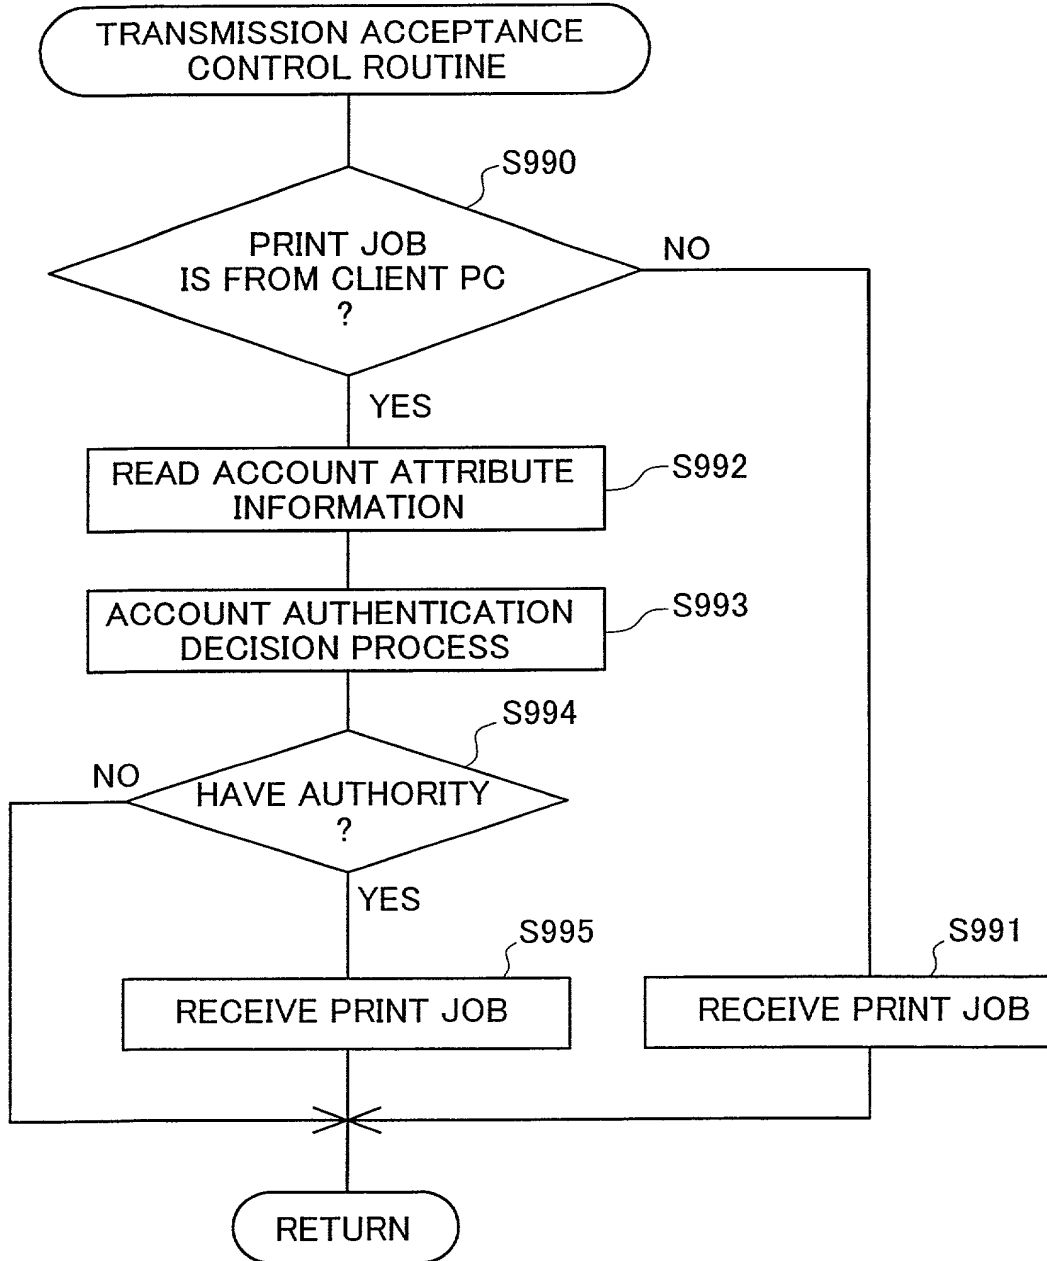 TRANSMISSION ACCEPTANCE
CONTROL ROUTINE
S990
PRINT JOB
IS FROM CLIENT PC
?
NO
YES
READ ACCOUNT ATTRIBUTE
INFORMATION
S992
ACCOUNT AUTHENTICATION
DECISION PROCESS
S993
S994
NO
HAVE AUTHORITY
?
YES
S995
RECEIVE PRINT JOB
S991
RECEIVE PRINT JOB
RETURN